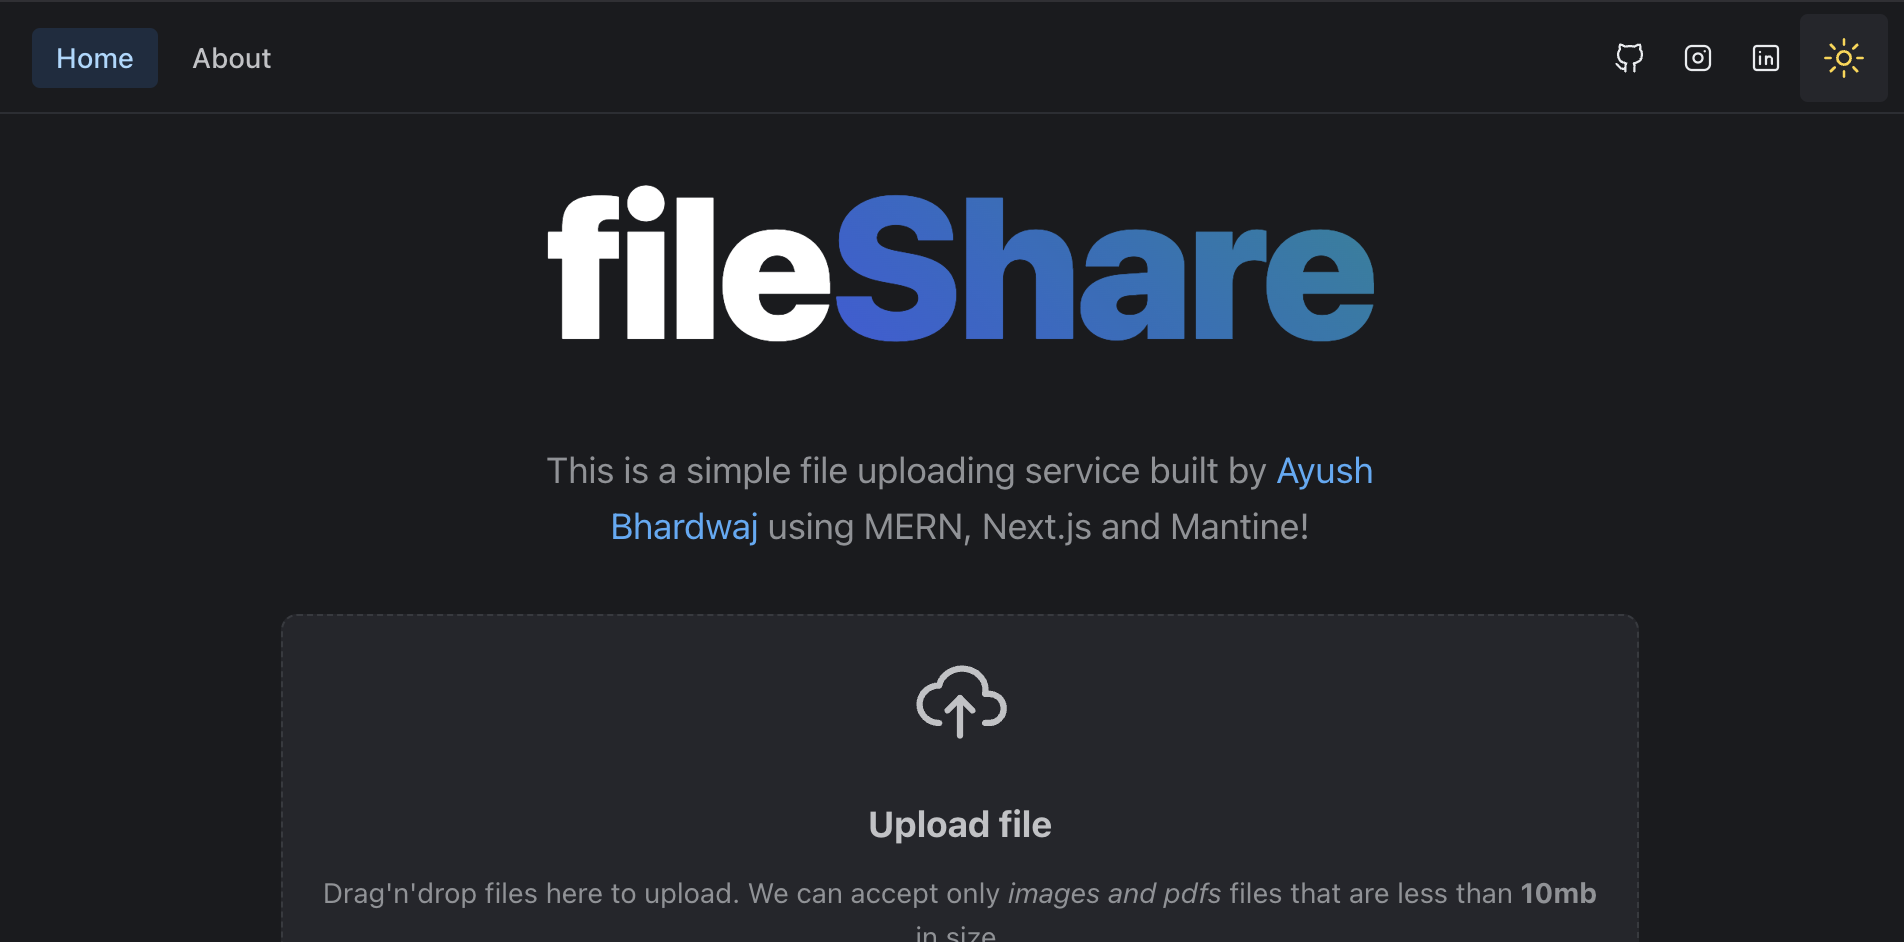 Home About
fileShare
This is a simple file uploading service built by Ayush
Bhardwaj using MERN, Next.js and Mantine!
Upload file
Drag'n'drop files here to upload. We can accept only images and pdfs files that are less than 10mb
in size